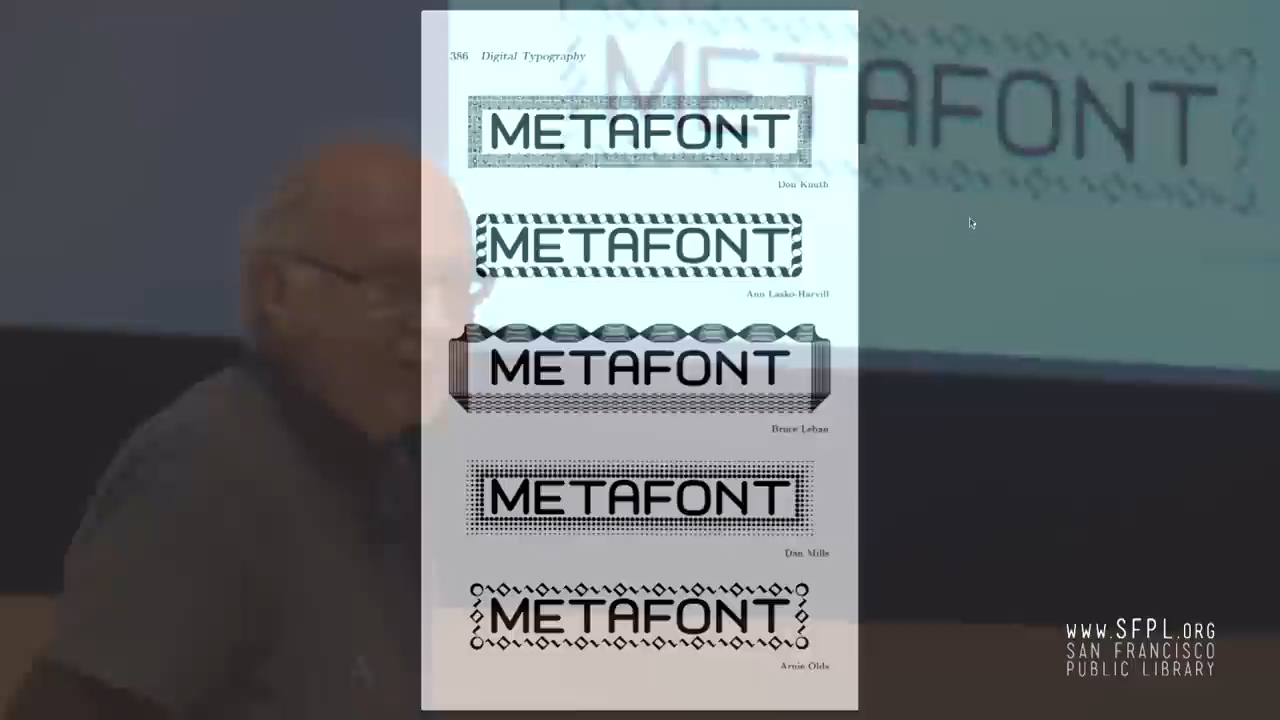 386 Digital Typography
METAFONT
Don Knuth
METAFONT
Ann Lasko-Harvill
METAFONT
Bruce Leban
METAFONT
Dan Mills
METAFONT
Arnie Olds
METAFONT
WWW.SFPL.ORG
SAN FRANCISCO
PUBLIC LIBRARY